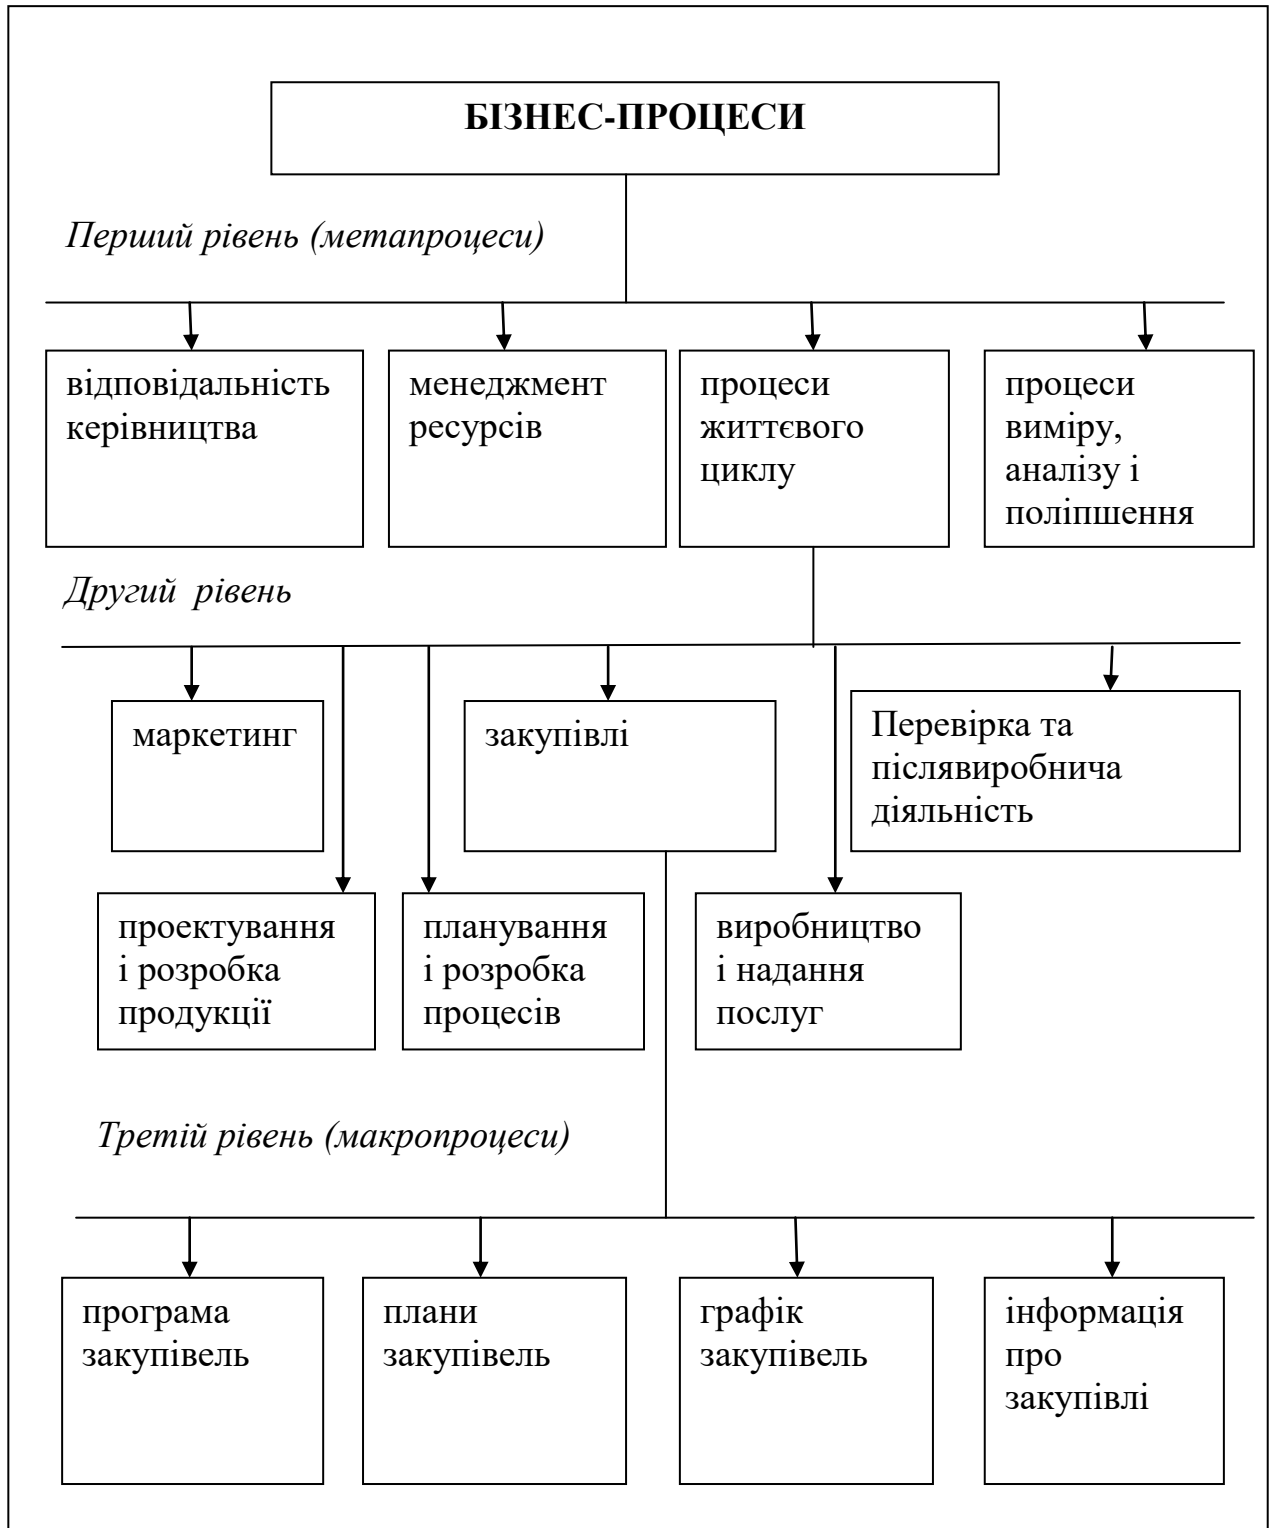 БІЗНЕС-ПРОЦЕСИ
Перший рівень (метапроцеси)
відповідальність
керівництва
менеджмент
ресурсів
процеси
життєвого
циклу
процеси
виміру,
аналізу і
поліпшення
Другий рівень
маркетинг
закупівлі
Перевірка та
післявиробнича
діяльність
проектування
і розробка
продукції
планування
і розробка
процесів
виробництво
і надання
послуг
Третій рівень (макропроцеси)
програма
закупівель
плани
закупівель
графік
закупівель
інформація
про
закупівлі